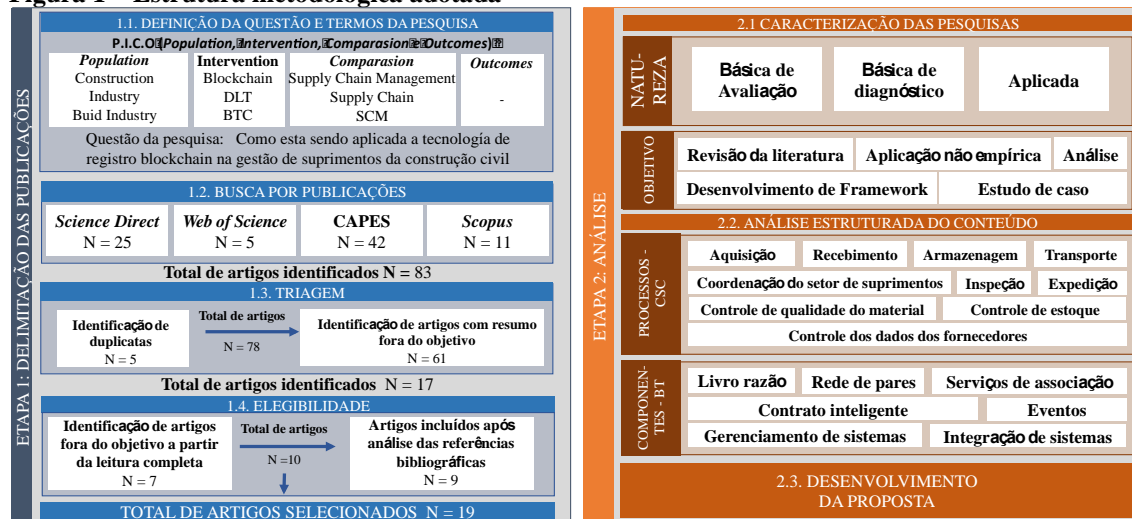 Figura 1 – Estrutura metodológica adotada
ETAPA 1: DELIMITAÇÃO DAS PUBLICAÇÕES
1.1. DEFINIÇÃO DA QUESTÃO E TERMOS DA PESQUISA
P.I.C.O (Population, Intervention, Comparasion e Outcomes)
Population Intervention Comparasion Outcomes
Construction Blockchain Supply Chain Management
Industry DLT Supply Chain -
Buid Industry BTC SCM
Questão da pesquisa: Como esta sendo aplicada a tecnología de
registro blockchain na gestão de suprimentos da construção civil
1.2. BUSCA POR PUBLICAÇÕES
Science Direct Web of Science CAPES Scopus
N = 25 N = 5 N = 42 N = 11
Total de artigos identificados N = 83
1.3. TRIAGEM
Identificação de
duplicatas
N = 5
Total de artigos
N = 78
Identificação de artigos com resumo
fora do objetivo
N = 61
Total de artigos identificados N = 17
1.4. ELEGIBILIDADE
Identificação de artigos
fora do objetivo a partir
da leitura completa
N = 7
Total de artigos
N =10
Artigos incluídos após
análise das referências
bibliográficas
N = 9
TOTAL DE ARTIGOS SELECIONADOS N = 19
ETAPA 2: ANÁLISE
2.1 CARACTERIZAÇÃO DAS PESQUISAS
NATU-
REZA
Básica de
Avaliação
Básica de
diagnóstico
Aplicada
OBJETIVO
Revisão da literatura Aplicação não empírica Análise
Desenvolvimento de Framework Estudo de caso
2.2. ANÁLISE ESTRUTURADA DO CONTEÚDO
PROCESSOS -
CSC
Aquisição Recebimento Armazenagem Transporte
Coordenação do setor de suprimentos Inspeção Expedição
Controle de qualidade do material Controle de estoque
Controle dos dados dos fornecedores
COMPONEN-
TES - BT
Livro razão Rede de pares Serviços de associação
Contrato inteligente Eventos
Gerenciamento de sistemas Integração de sistemas
2.3. DESENVOLVIMENTO
DA PROPOSTA